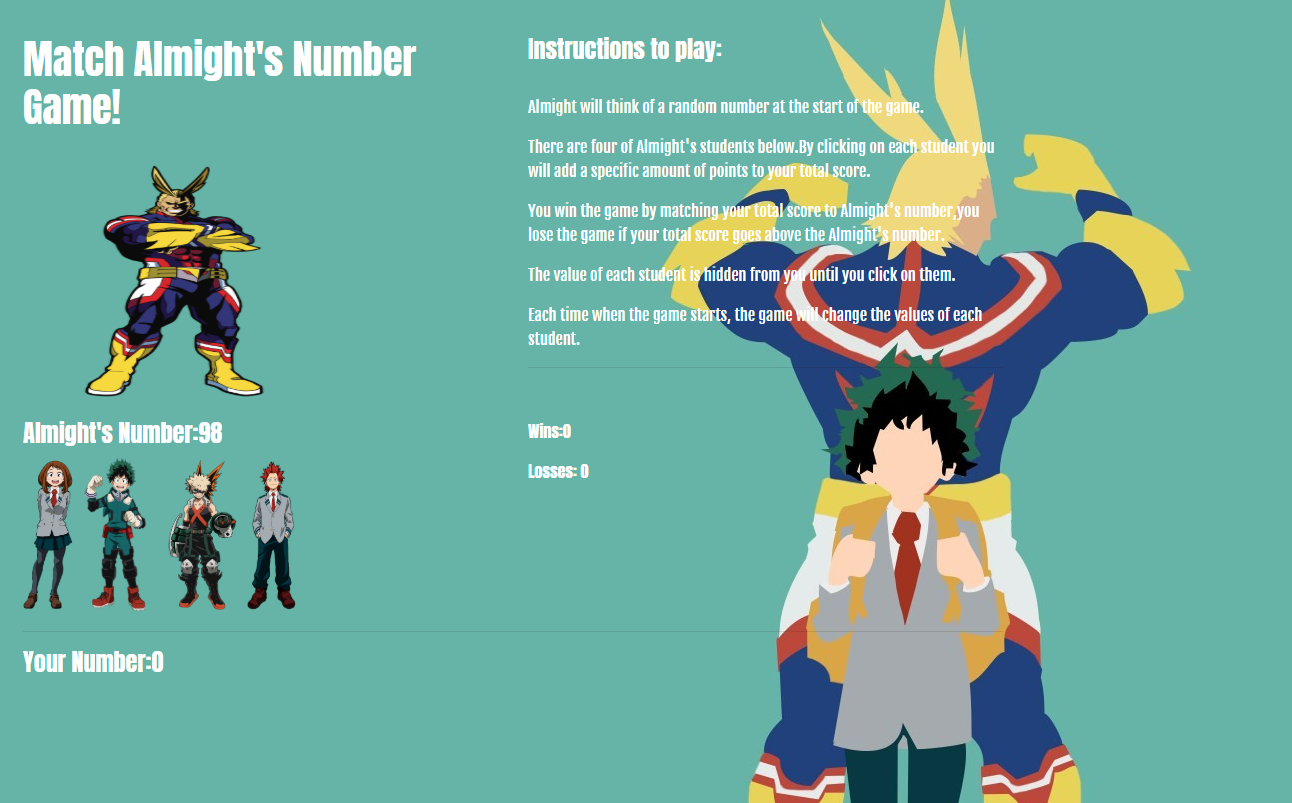 Match Almight's Number
Game!
Almight's Number:98
Your Number:0
Instructions to play:
Almight will think of a random number at the start of the game.
There are four of Almight's students below.By clicking on each student you
will add a specific amount of points to your total score.
You win the game by matching your total score to Almight's number,you
lose the game if your total score goes above the Almight's number.
The value of each student is hidden from you until you click on them.
Each time when the game starts, the game will change the values of each
student.
Wins:0
Losses: 0